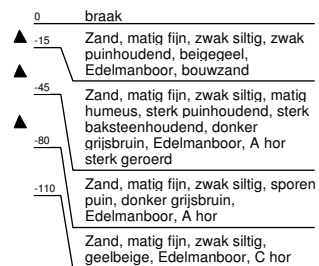 0 braak
-15 Zand, matig fijn, zwak siltig, zwak
puinhoudend, beigegeel,
Edelmanboor, bouwzand
-45 Zand, matig fijn, zwak siltig, matig
humeus, sterk puinhoudend, sterk
baksteenhoudend, donker
grijsbruin, Edelmanboor, A hor
sterk geroerd
-80 Zand, matig fijn, zwak siltig, sporen
puin, donker grijsbruin,
Edelmanboor, A hor
-110 Zand, matig fijn, zwak siltig,
geelbeige, Edelmanboor, C hor